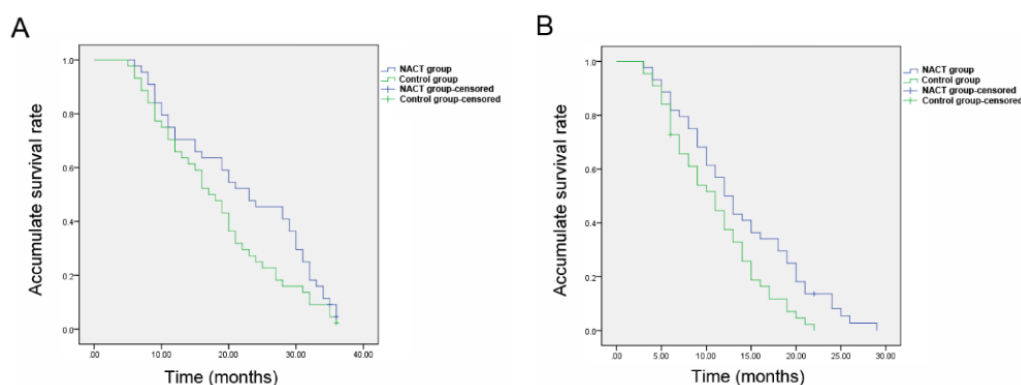 A
NACT group
Control group
NACT group-censored
Control group-censored
Accumulate survival rate
1.0
0.8
0.6
0.4
0.2
0.0
.00 10.00 20.00 30.00 40.00
Time (months)
B
NACT group
Control group
NACT group-censored
Control group-censored
Accumulate survival rate
1.0
0.8
0.6
0.4
0.2
0.0
.00 5.00 10.00 15.00 20.00 25.00 30.00
Time (months)